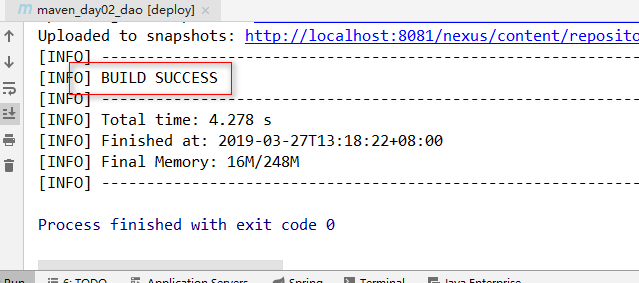 maven_day02_dao [deploy] ×
Uploaded to snapshots: http://localhost:8081/nexus/content/reposito
[INFO] ------------------------------------------------------------------------
[INFO] BUILD SUCCESS
[INFO] ------------------------------------------------------------------------
[INFO] Total time: 4.278 s
[INFO] Finished at: 2019-03-27T13:18:22+08:00
[INFO] Final Memory: 16M/248M
[INFO] ------------------------------------------------------------------------
Process finished with exit code 0
Run 6: TODO Application Servers Spring Terminal Java Enterprise